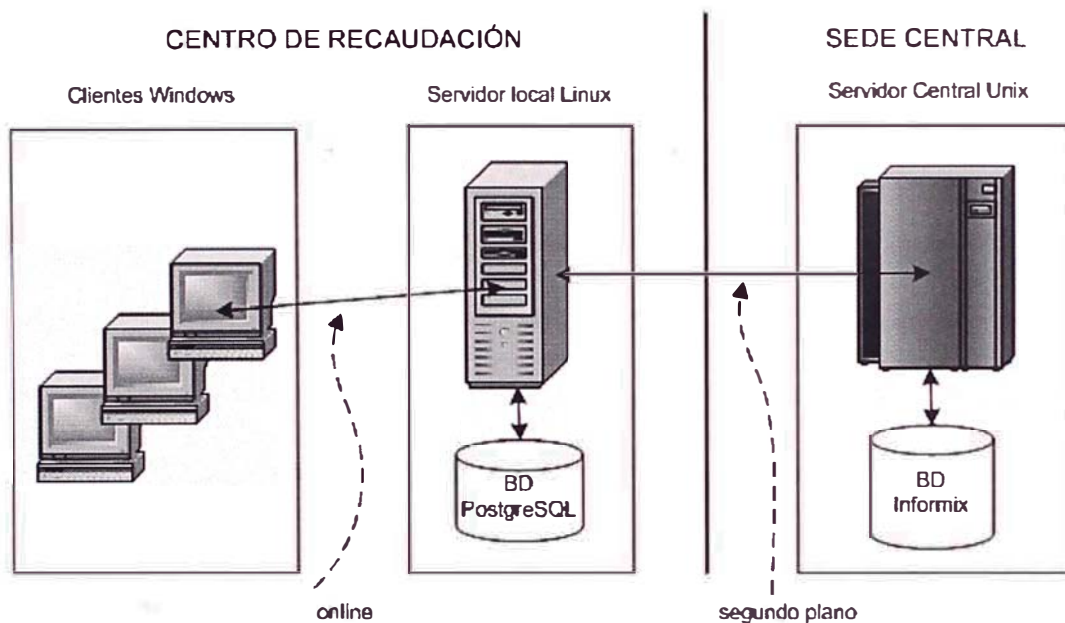 CENTRO DE RECAUDACIÓN
SEDE CENTRAL
Clientes Windows
Servidor local Linux
Servidor Central Unix
BD
PostgreSQL
BD
Informix
online
segundo plano